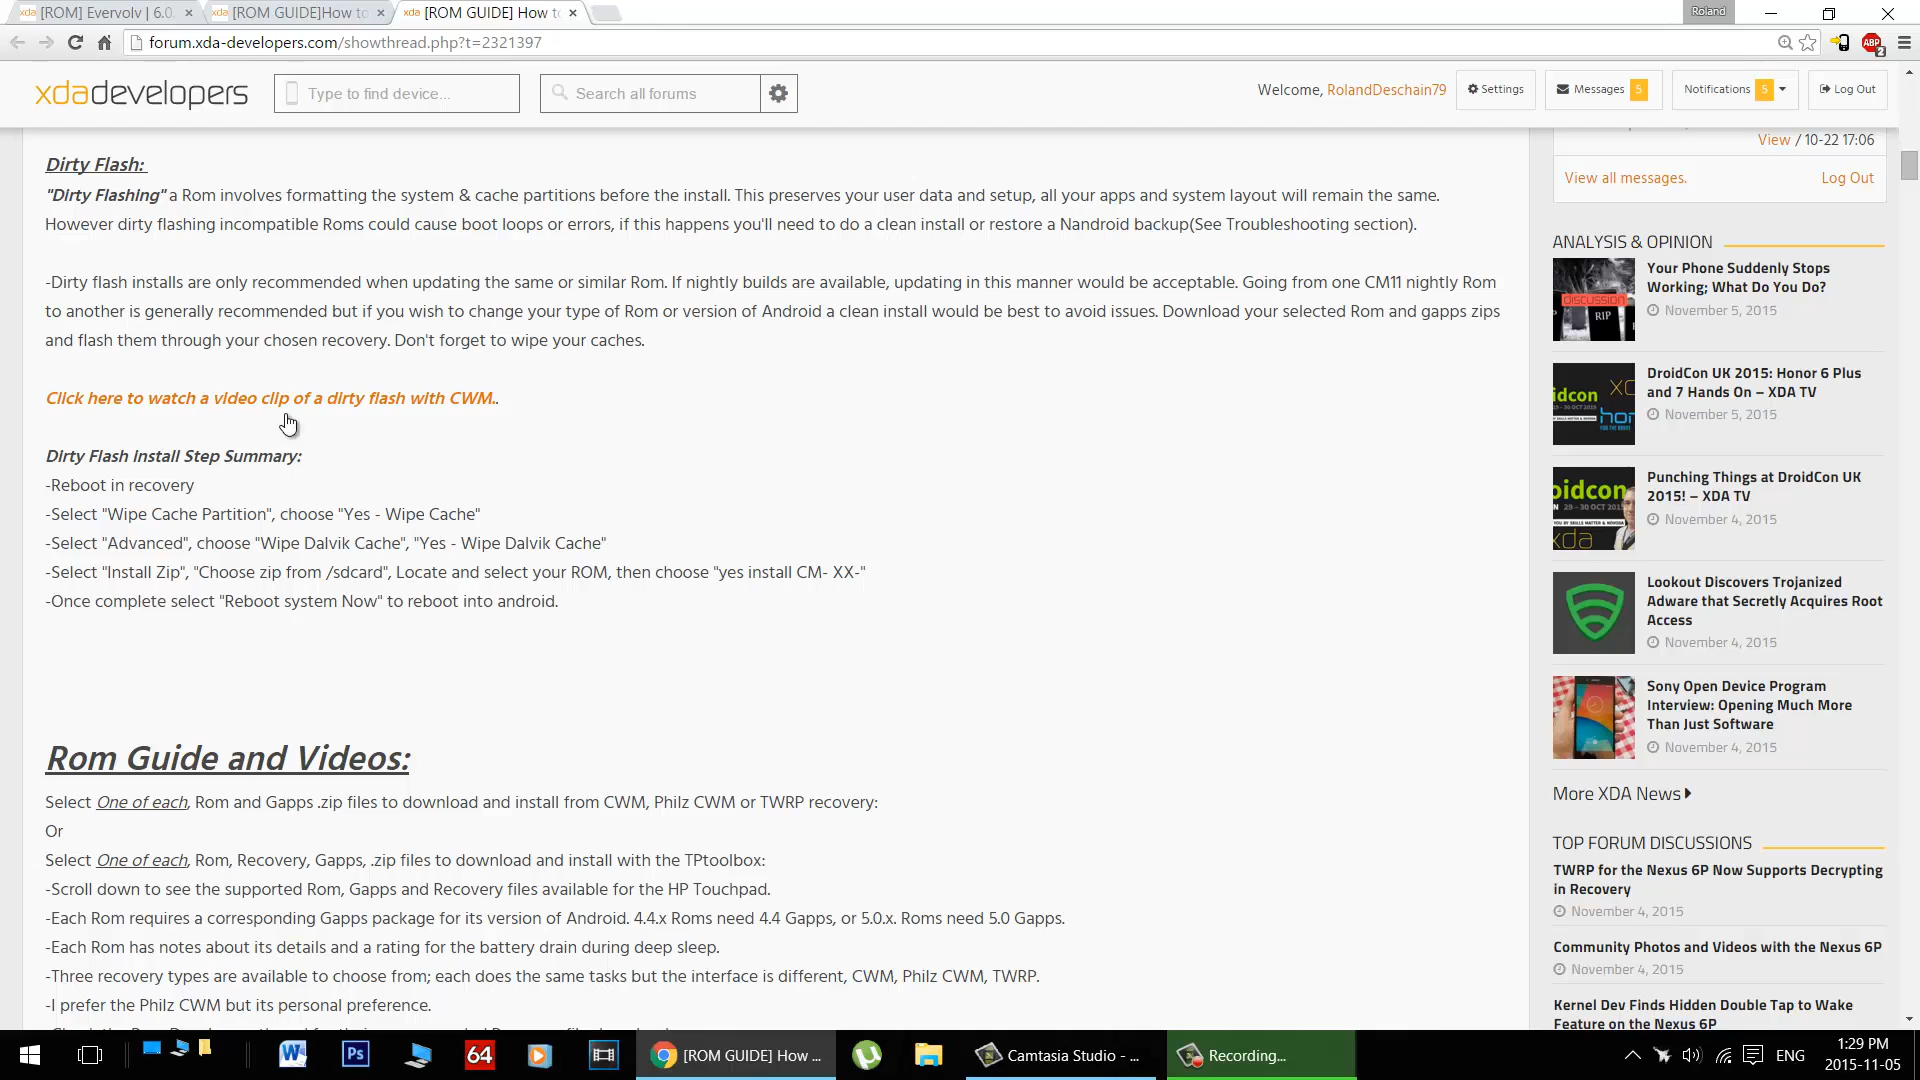 [ROM] Evervolv | 6.0.
[ROM GUIDE]How to
[ROM GUIDE] How to
Roland
forum.xda-developers.com/showthread.php?t=2321397
ABP
2
xdadevelopers
Type to find device...
Search all forums
Welcome, RolandDeschain79
Settings
Messages 5
Notifications 5
Log Out
View / 10-22 17:06
View all messages.
Log Out
Dirty Flash:
"Dirty Flashing" a Rom involves formatting the system & cache partitions before the install. This preserves your user data and setup, all your apps and system layout will remain the same.
However dirty flashing incompatible Roms could cause boot loops or errors, if this happens you'll need to do a clean install or restore a Nandroid backup(See Troubleshooting section).
-Dirty flash installs are only recommended when updating the same or similar Rom. If nightly builds are available, updating in this manner would be acceptable. Going from one CM11 nightly Rom
to another is generally recommended but if you wish to change your type of Rom or version of Android a clean install would be best to avoid issues. Download your selected Rom and gapps zips
and flash them through your chosen recovery. Don't forget to wipe your caches.
Click here to watch a video clip of a dirty flash with CWM..
Dirty Flash install Step Summary:
-Reboot in recovery
-Select "Wipe Cache Partition", choose "Yes - Wipe Cache"
-Select "Advanced", choose "Wipe Dalvik Cache", "Yes - Wipe Dalvik Cache"
-Select "Install Zip", "Choose zip from /sdcard", Locate and select your ROM, then choose "yes install CM- XX-"
-Once complete select "Reboot system Now" to reboot into android.
Rom Guide and Videos:
Select One of each, Rom and Gapps .zip files to download and install from CWM, Philz CWM or TWRP recovery:
Or
Select One of each, Rom, Recovery, Gapps, .zip files to download and install with the TPtoolbox:
-Scroll down to see the supported Rom, Gapps and Recovery files available for the HP Touchpad.
-Each Rom requires a corresponding Gapps package for its version of Android. 4.4.x Roms need 4.4 Gapps, or 5.0.x. Roms need 5.0 Gapps.
-Each Rom has notes about its details and a rating for the battery drain during deep sleep.
-Three recovery types are available to choose from; each does the same tasks but the interface is different, CWM, Philz CWM, TWRP.
-I prefer the Philz CWM but its personal preference.
ANALYSIS & OPINION
Your Phone Suddenly Stops
Working; What Do You Do?
November 5, 2015
DISCUSSION
RIP
DroidCon UK 2015: Honor 6 Plus
and 7 Hands On – XDA TV
November 5, 2015
Punching Things at DroidCon UK
2015! – XDA TV
November 4, 2015
Lookout Discovers Trojanized
Adware that Secretly Acquires Root
Access
November 4, 2015
Sony Open Device Program
Interview: Opening Much More
Than Just Software
November 4, 2015
More XDA News
TOP FORUM DISCUSSIONS
TWRP for the Nexus 6P Now Supports Decrypting
in Recovery
November 4, 2015
Community Photos and Videos with the Nexus 6P
November 4, 2015
Kernel Dev Finds Hidden Double Tap to Wake
Feature on the Nexus 6P
Ps
64
[ROM GUIDE] How ...
Camtasia Studio - ...
Recording...
ENG
1:29 PM
2015-11-05